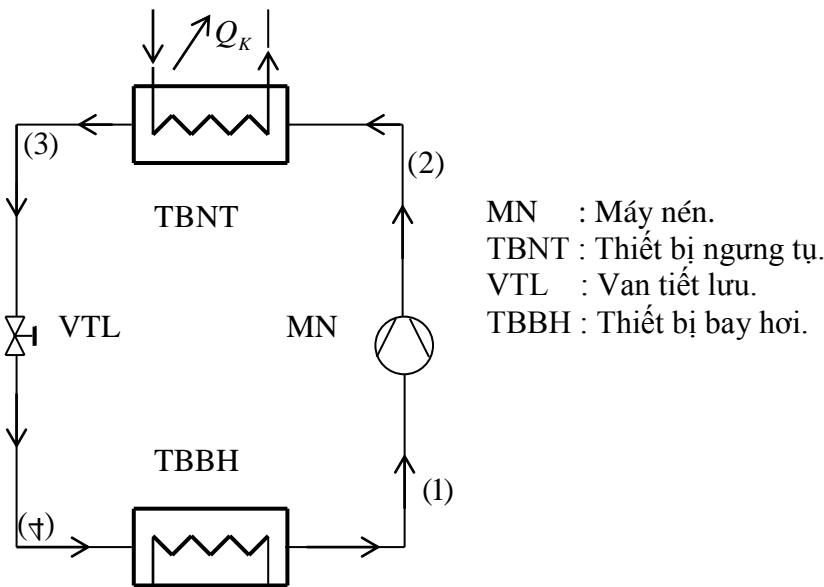 Q_K
(3)
(2)
TBNT
MN : Máy nén.
TBNT : Thiết bị ngưng tụ.
VTL : Van tiết lưu.
TBBH : Thiết bị bay hơi.
VTL
MN
TBBH
(1)
(4)